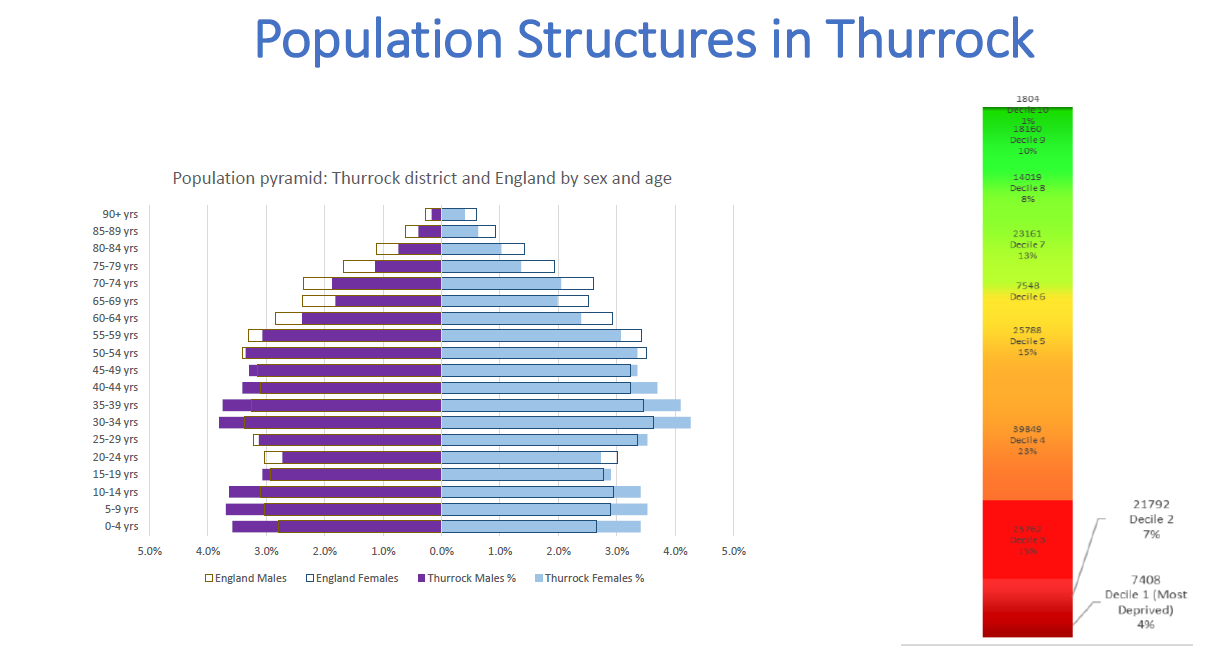 Population Structures in Thurrock
Population pyramid: Thurrock district and England by sex and age
90+ yrs
85-89 yrs
80-84 yrs
75-79 yrs
70-74 yrs
65-69 yrs
60-64 yrs
55-59 yrs
50-54 yrs
45-49 yrs
40-44 yrs
35-39 yrs
30-34 yrs
25-29 yrs
20-24 yrs
15-19 yrs
10-14 yrs
5-9 yrs
0-4 yrs
5.0% 4.0% 3.0% 2.0% 1.0% 0.0% 1.0% 2.0% 3.0% 4.0% 5.0%
England Males England Females Thurrock Males % Thurrock Females %
1804
Decile 10
1%
18160
Decile 9
10%
14019
Decile 8
8%
23161
Decile 7
13%
7548
Decile 6
25788
Decile 5
15%
39849
Decile 4
23%
Decile 3
21792
Decile 2
7%
7408
Decile 1 (Most
Deprived)
4%